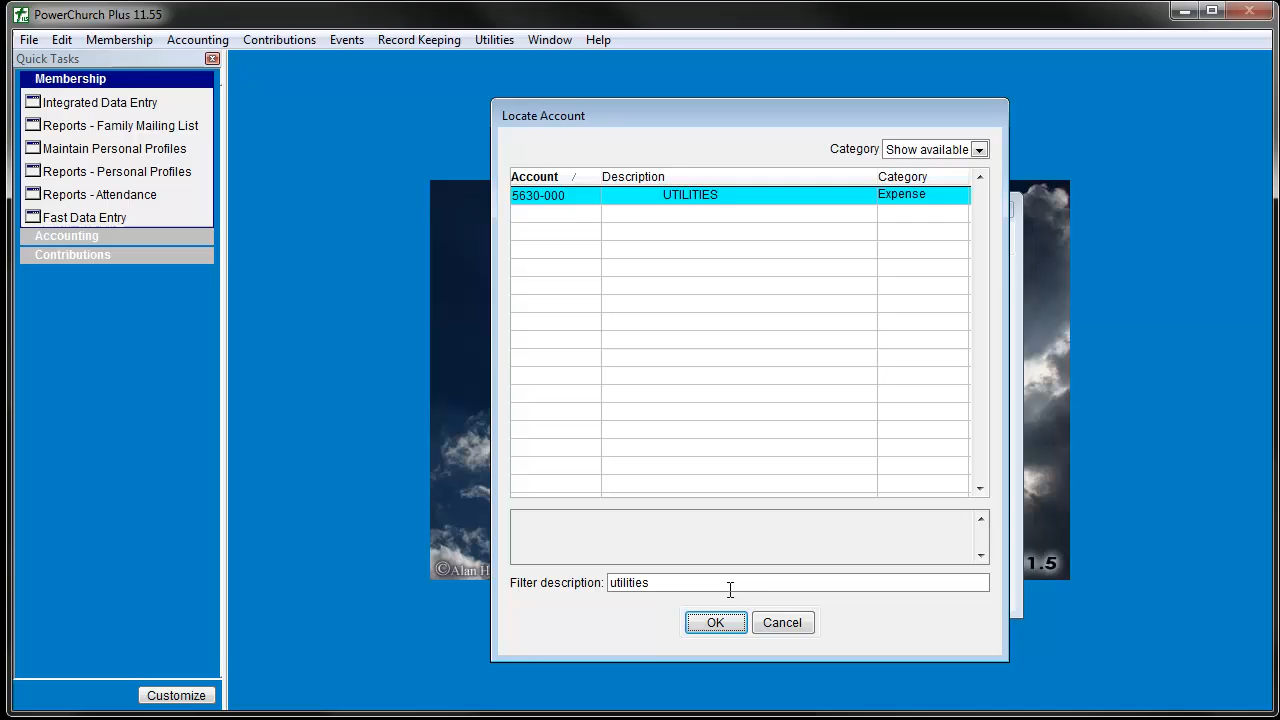 PowerChurch Plus 11.55
File Edit Membership Accounting Contributions Events Record Keeping Utilities Window Help
Quick Tasks
Membership
Integrated Data Entry
Reports - Family Mailing List
Maintain Personal Profiles
Reports - Personal Profiles
Reports - Attendance
Fast Data Entry
Accounting
Contributions
Customize
Locate Account
Category Show available
Account / Description Category
5630-000 UTILITIES Expense
Filter description: utilities
OK Cancel
©Alan H
1.5